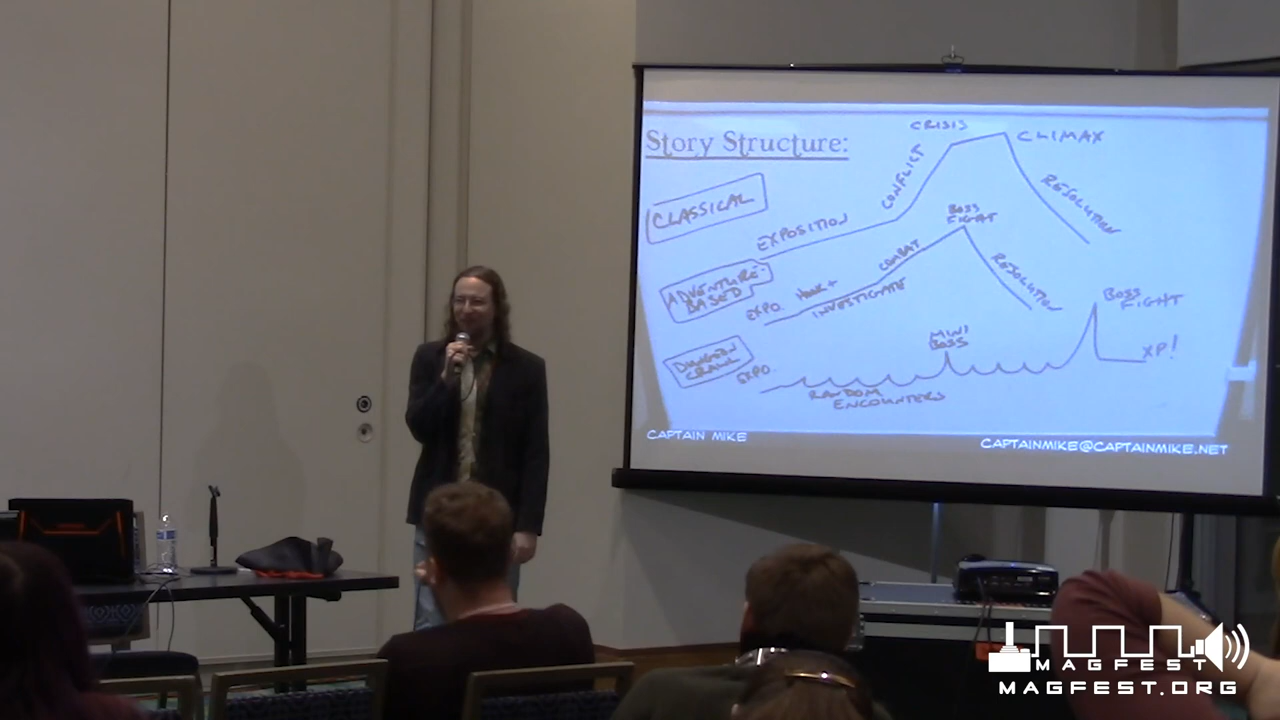 Story Structure:
CLASSICAL
EXPOSITION
CONFLICT
CRISIS
CLIMAX
RESOLUTION
ADVENTURE-
BASED
EXPO.
HOOK +
INVESTIGATE
COMBAT
BOSS
FIGHT
RESOLUTION
DUNGEON
CRAWL
EXPO.
RANDOM
ENCOUNTERS
MINI
BOSS
BOSS
FIGHT
XP!
CAPTAIN MIKE
CAPTAINMIKE@CAPTAINMIKE.NET
MAGFEST
MAGFEST.ORG